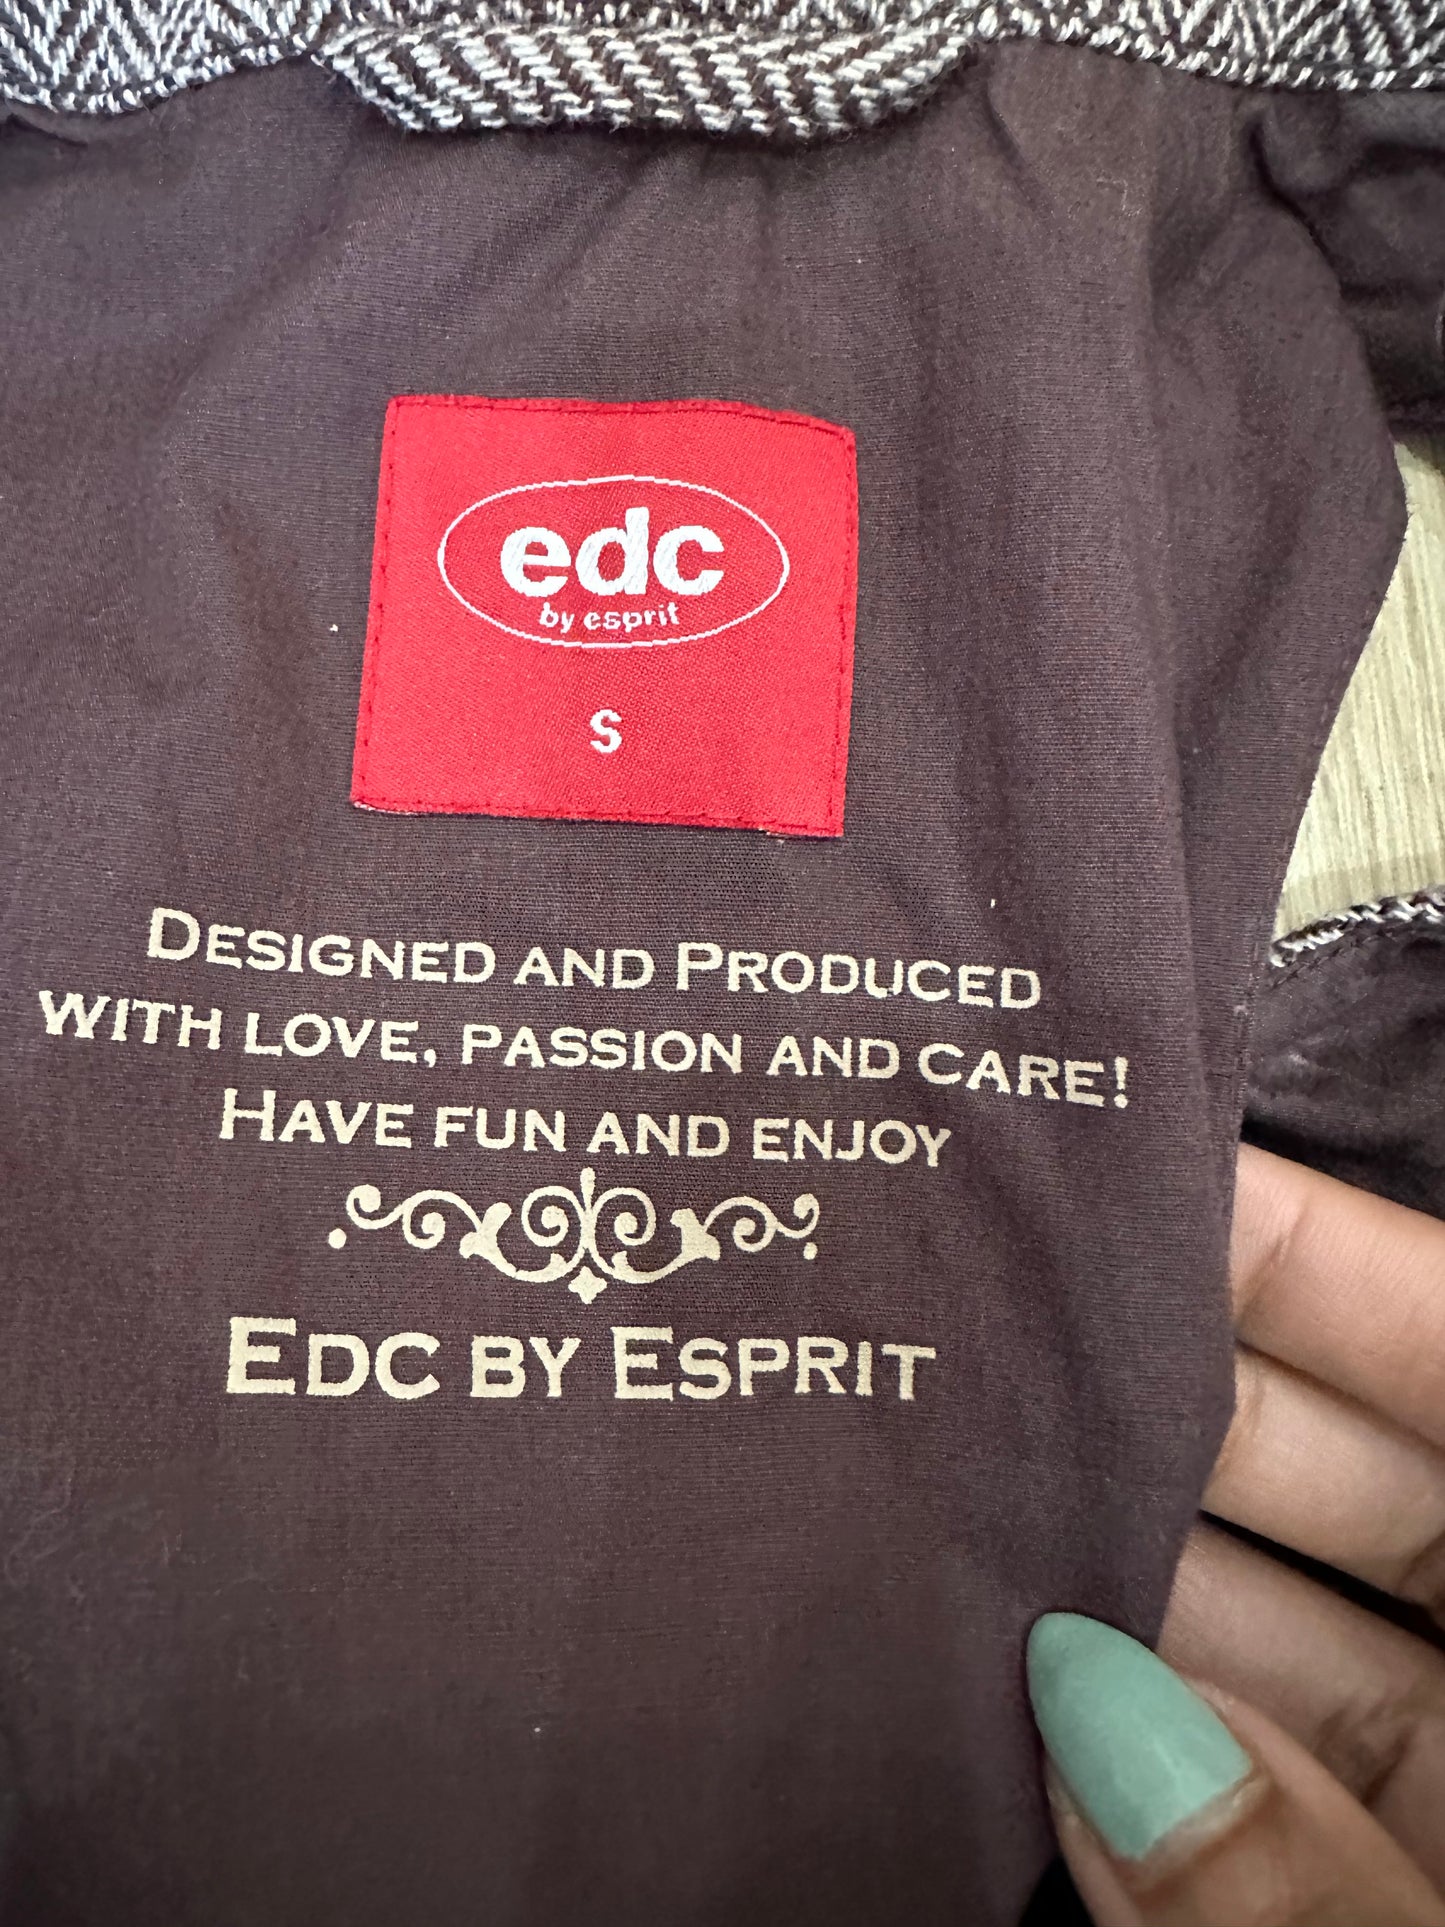 edc
by esprit
S
DESIGNED AND PRODUCED
WITH LOVE, PASSION AND CARE!
HAVE FUN AND ENJOY
EDC BY ESPRIT